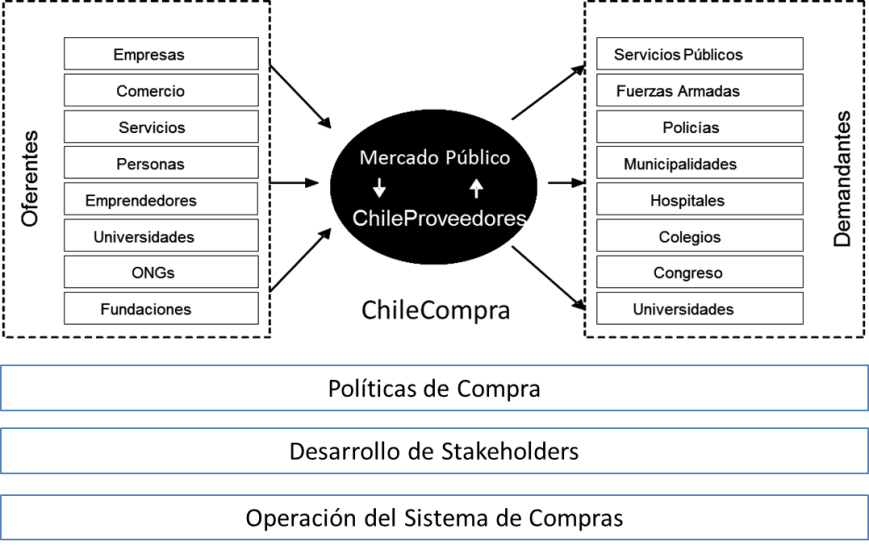 Oferentes
Empresas
Comercio
Servicios
Personas
Emprendedores
Universidades
ONGs
Fundaciones
Mercado Público
ChileProveedores
ChileCompra
Servicios Públicos
Fuerzas Armadas
Policías
Municipalidades
Hospitales
Colegios
Congreso
Universidades
Demandantes
Políticas de Compra
Desarrollo de Stakeholders
Operación del Sistema de Compras